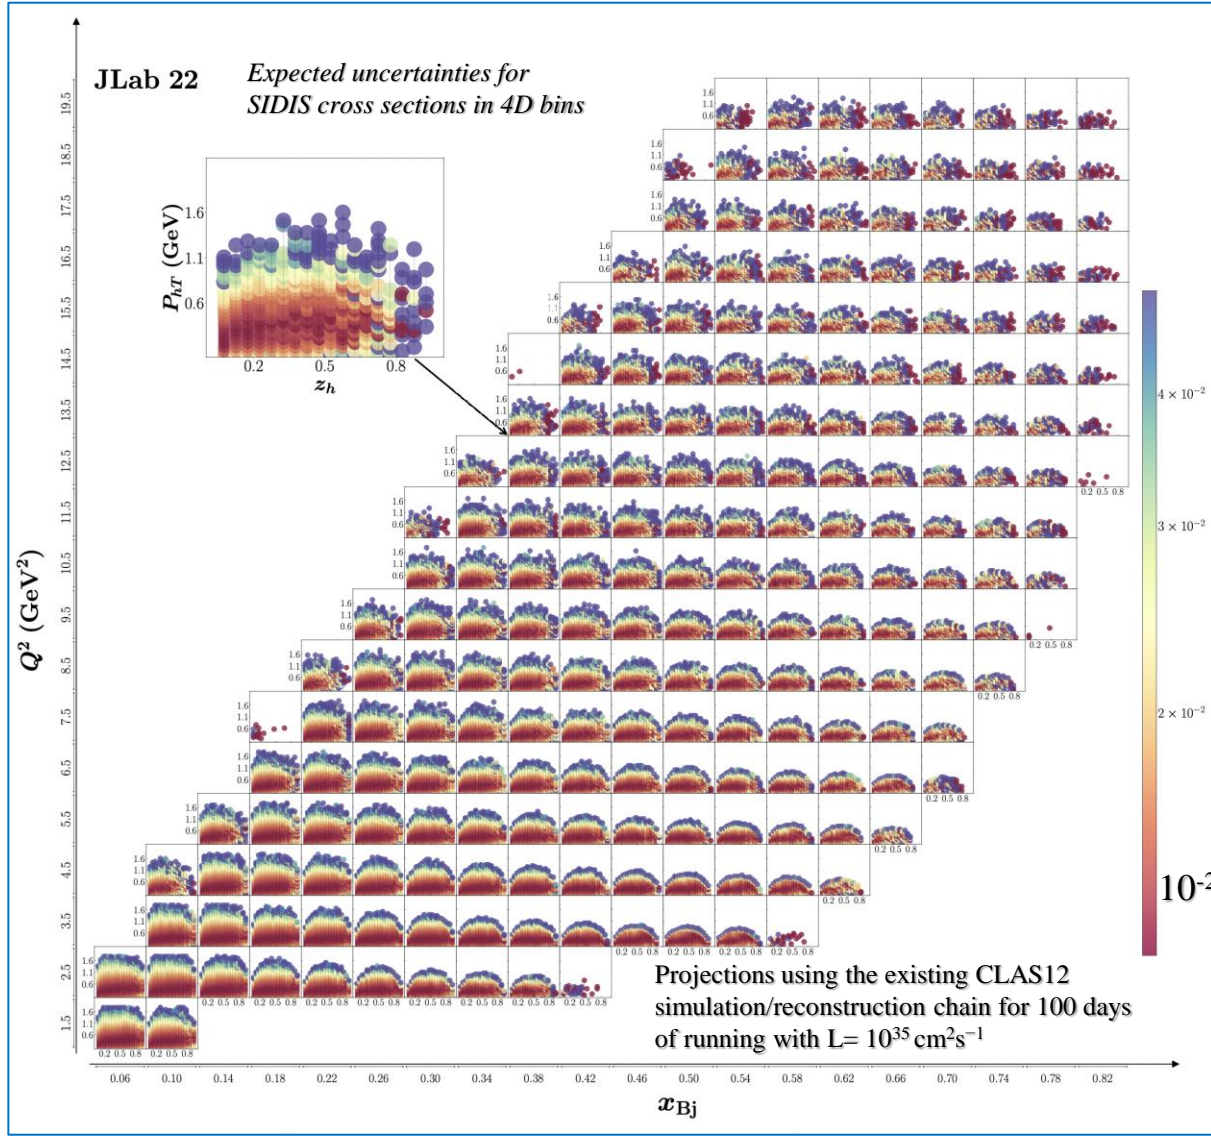 JLab 22
Expected uncertainties for
SIDIS cross sections in 4D bins
P_hT (GeV)
1.6
1.1
0.6
0.2 0.5 0.8
z_h
Q² (GeV²)
19.5
18.5
17.5
16.5
15.5
14.5
13.5
12.5
11.5
10.5
9.5
8.5
7.5
6.5
5.5
4.5
3.5
2.5
1.5
4 × 10⁻²
3 × 10⁻²
2 × 10⁻²
10⁻²
Projections using the existing CLAS12
simulation/reconstruction chain for 100 days
of running with L= 10³⁵ cm²s⁻¹
0.06 0.10 0.14 0.18 0.22 0.26 0.30 0.34 0.38 0.42 0.46 0.50 0.54 0.58 0.62 0.66 0.70 0.74 0.78 0.82
x_Bj